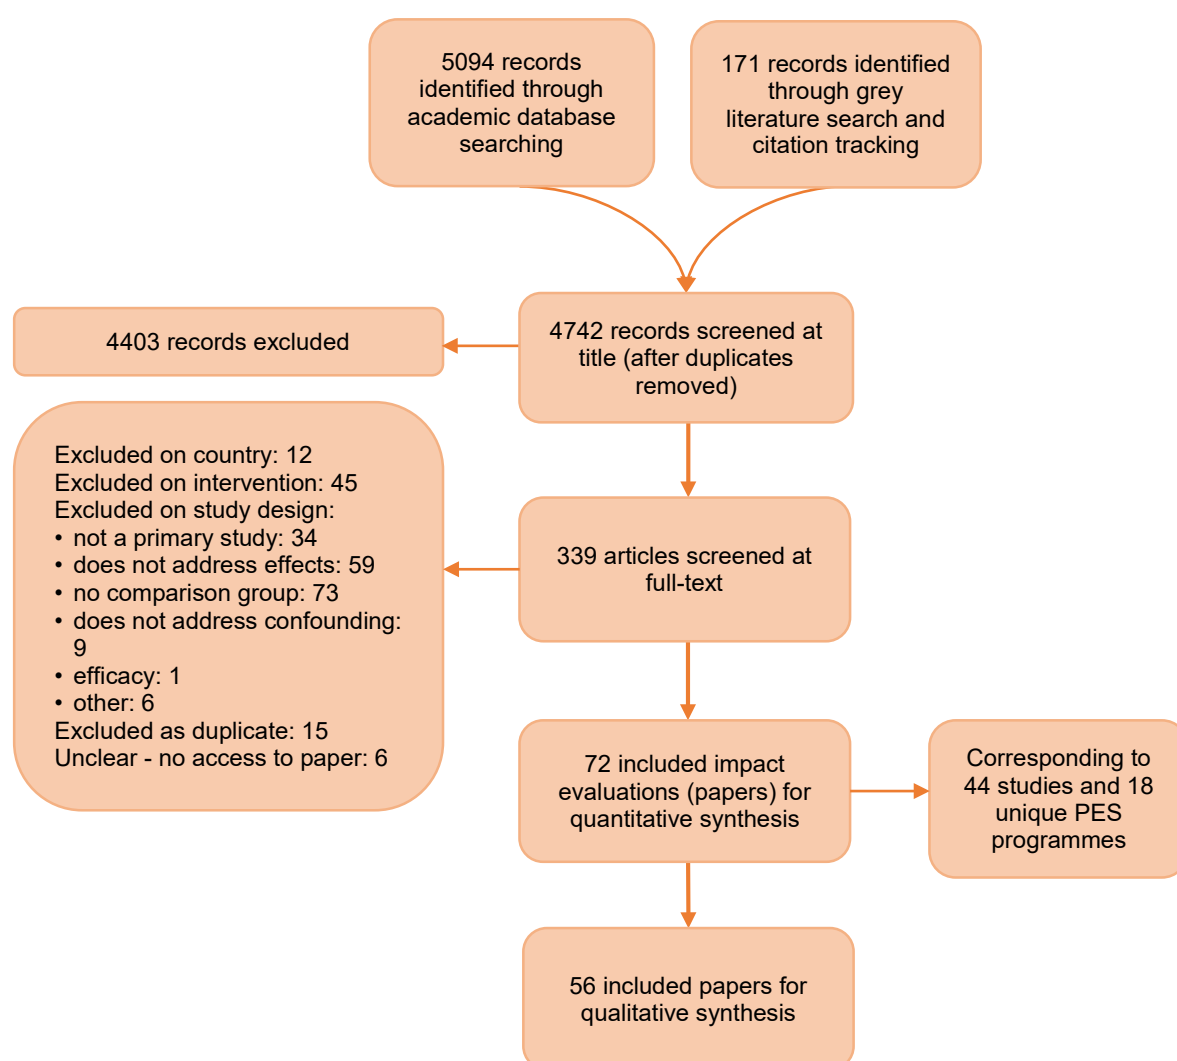 5094 records
identified through
academic database
searching
171 records identified
through grey
literature search and
citation tracking
4403 records excluded
4742 records screened at
title (after duplicates
removed)
Excluded on country: 12
Excluded on intervention: 45
Excluded on study design:
• not a primary study: 34
• does not address effects: 59
• no comparison group: 73
• does not address confounding:
9
• efficacy: 1
• other: 6
Excluded as duplicate: 15
Unclear - no access to paper: 6
339 articles screened at
full-text
72 included impact
evaluations (papers) for
quantitative synthesis
Corresponding to
44 studies and 18
unique PES
programmes
56 included papers for
qualitative synthesis